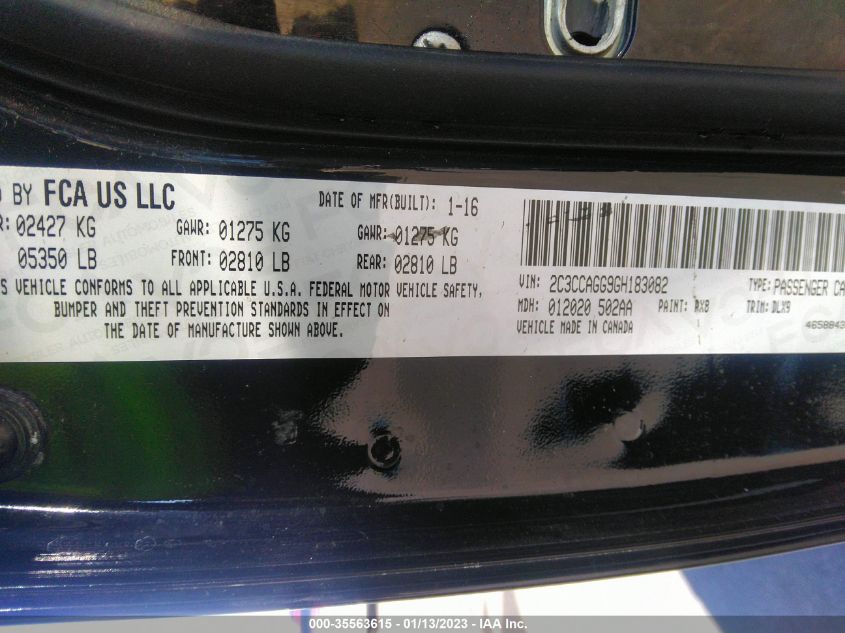 BY FCA US LLC
DATE OF MFR(BUILT): 1-16
02427 KG GAWR: 01275 KG GAWR: 01275 KG
05350 LB FRONT: 02810 LB REAR: 02810 LB
VEHICLE CONFORMS TO ALL APPLICABLE U.S.A. FEDERAL MOTOR VEHICLE SAFETY,
BUMPER AND THEFT PREVENTION STANDARDS IN EFFECT ON
THE DATE OF MANUFACTURE SHOWN ABOVE.
VIN: 2C3CCAGG9GH183082 TYPE: PASSENGER CA
MDH: 012020 502AA PAINT: RXB TRIM: DLX9
VEHICLE MADE IN CANADA 4658843
000-35563615 - 01/13/2023 - IAA Inc.